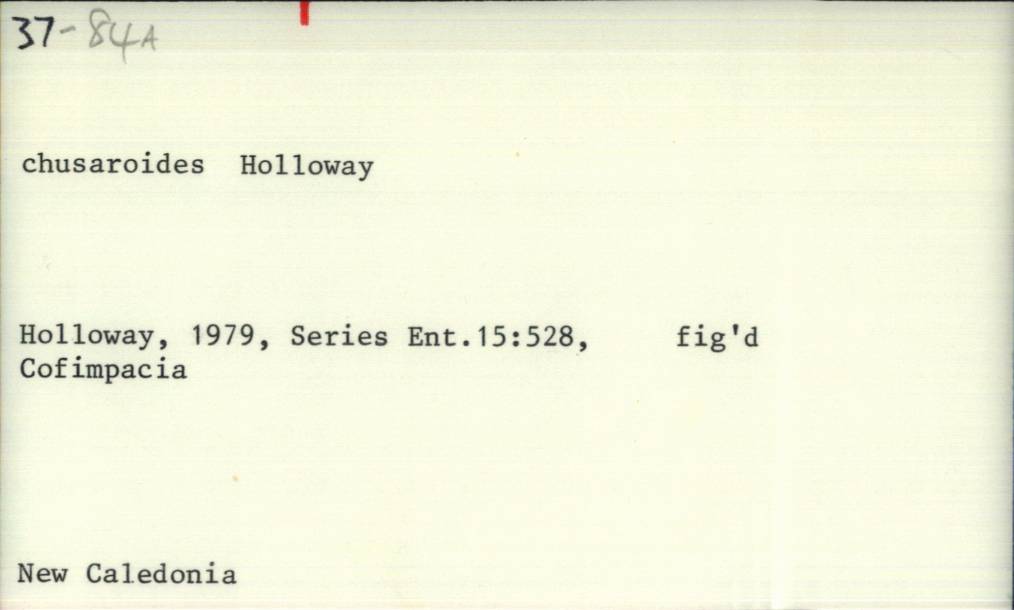 37-84A
chusaroides Holloway
Holloway, 1979, Series Ent.15:528, fig'd
Cofimpacia
New Caledonia